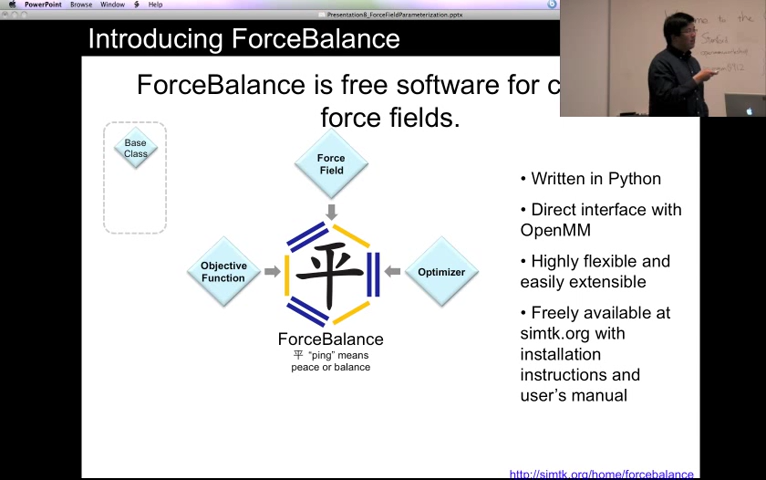 PowerPoint Browse Window Help
Presentation8_ForceFieldParameterization.pptx
Introducing ForceBalance
ForceBalance is free software for
force fields.
Base
Class
Force
Field
Objective
Function
平
Optimizer
ForceBalance
平 "ping" means
peace or balance
• Written in Python
• Direct interface with
OpenMM
• Highly flexible and
easily extensible
• Freely available at
simtk.org with
installation
instructions and
user's manual
http://simtk.org/home/forcebalance
to the